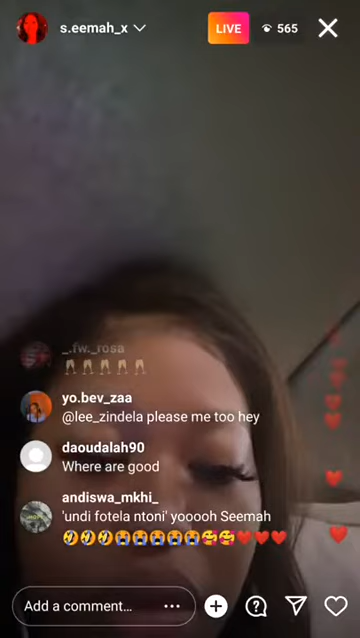 s.eemah_x
LIVE
565
_.fw._rosa
🥂🥂🥂🥂🥂
yo.bev_zaa
@lee_zindela please me too hey
daoudalah90
Where are good
andiswa_mkhi_
'undi fotela ntoni' yooooh Seemah
🤣🤣🤣😭😭😭😭😭🥰🥰❤️❤️❤️
Add a comment...